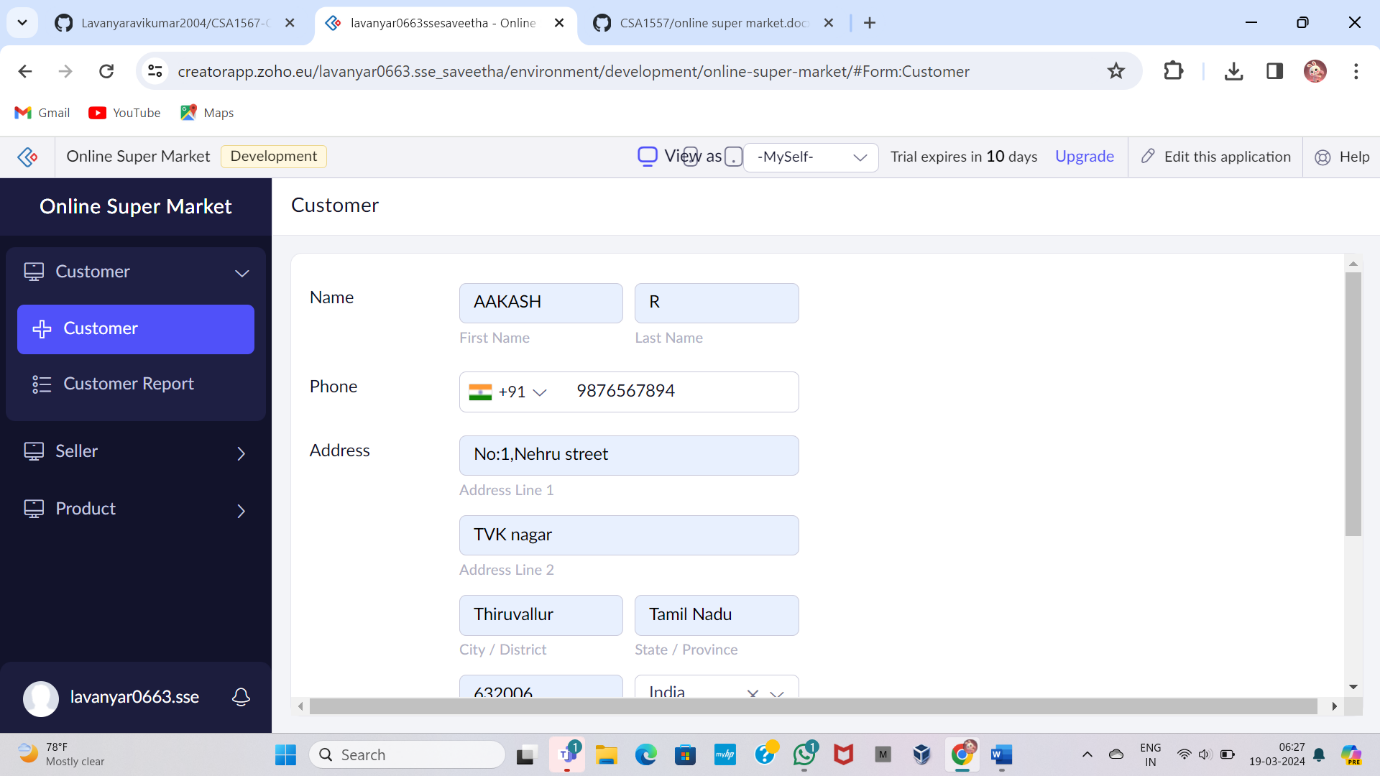 Lavanyaravikumar2004/CSA1567-C
lavanyar0663ssesaveetha - Online
CSA1557/online super market.doc
creatorapp.zoho.eu/lavanyar0663.sse_saveetha/environment/development/online-super-market/#Form:Customer
Gmail YouTube Maps
Online Super Market Development View as -MySelf- Trial expires in 10 days Upgrade Edit this application Help
Online Super Market
Customer
Customer
Customer
Customer Report
Seller
Product
lavanyar0663.sse
Name AAKASH R
First Name Last Name
Phone +91 9876567894
Address No:1,Nehru street
Address Line 1
TVK nagar
Address Line 2
Thiruvallur Tamil Nadu
City / District State / Province
632006 India
78°F
Mostly clear
Search
ENG
IN
06:27
19-03-2024